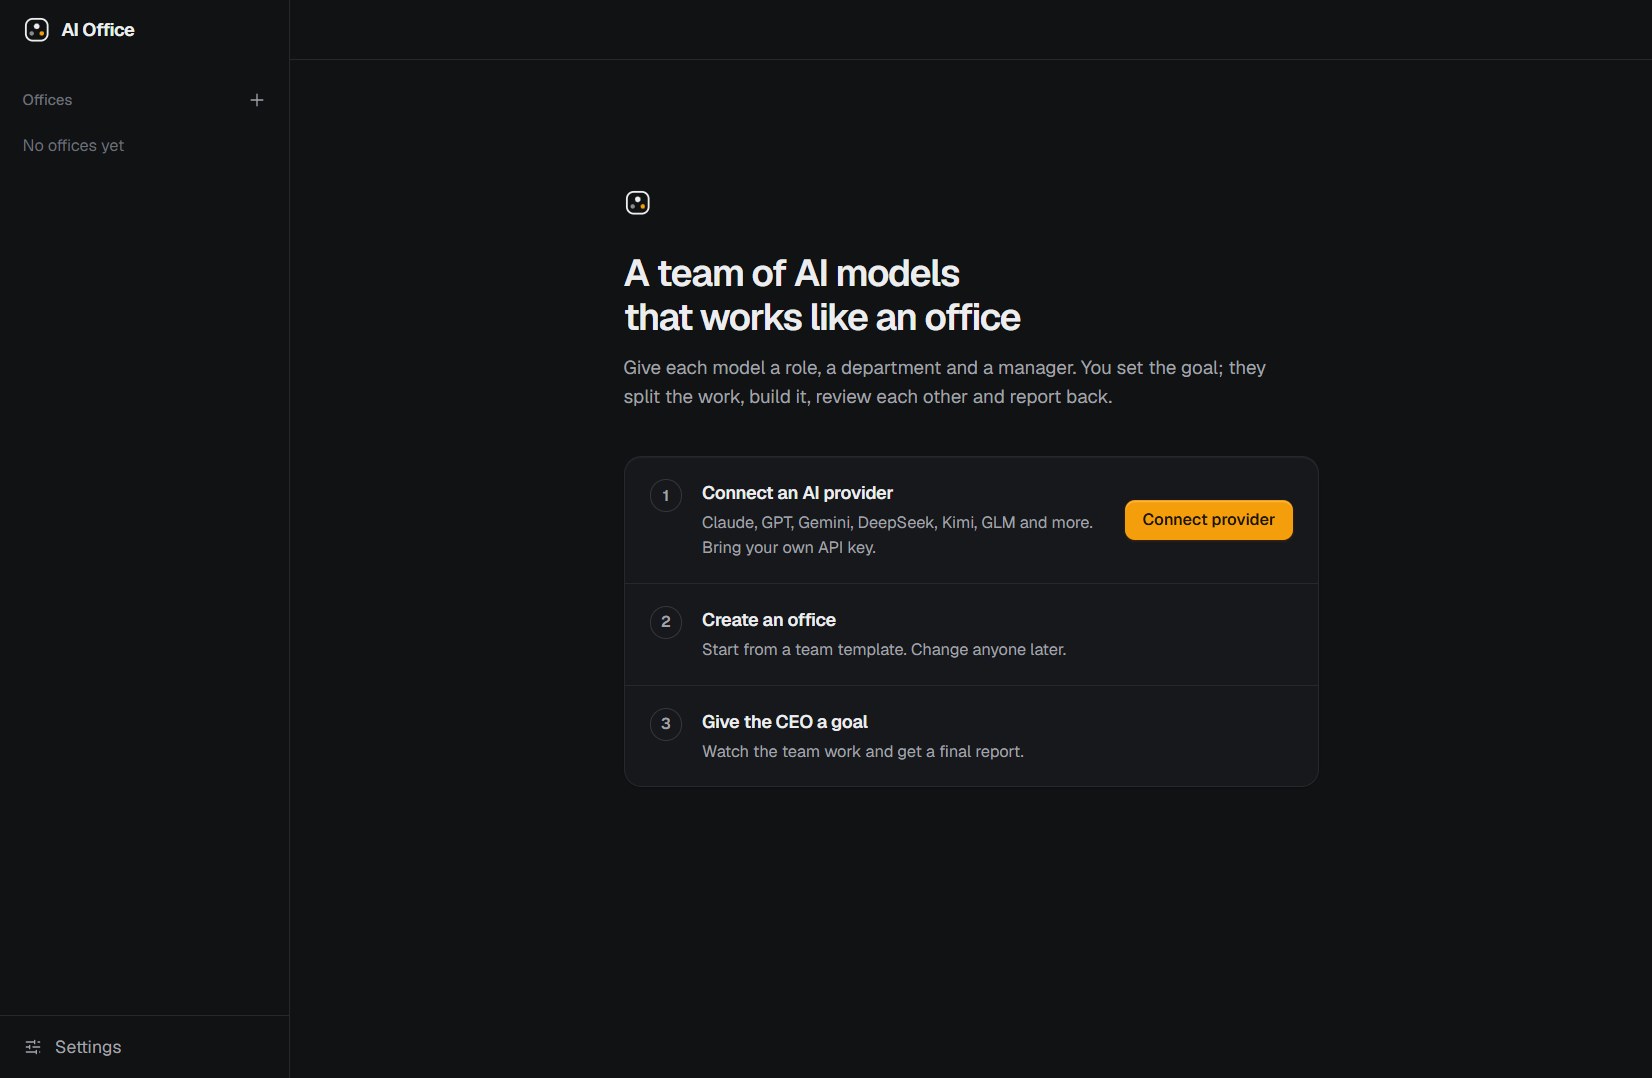 AI Office
Offices
No offices yet
Settings
A team of AI models
that works like an office
Give each model a role, a department and a manager. You set the goal; they
split the work, build it, review each other and report back.
1
Connect an AI provider
Claude, GPT, Gemini, DeepSeek, Kimi, GLM and more.
Bring your own API key.
Connect provider
2
Create an office
Start from a team template. Change anyone later.
3
Give the CEO a goal
Watch the team work and get a final report.